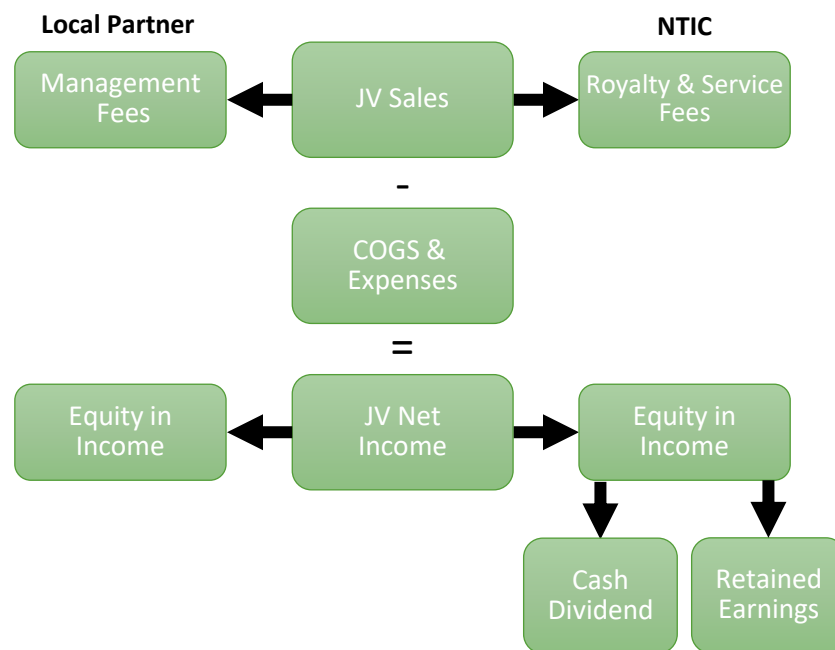 Local Partner
NTIC
Management
Fees
JV Sales
Royalty & Service
Fees
-
COGS &
Expenses
=
Equity in
Income
JV Net
Income
Equity in
Income
Cash
Dividend
Retained
Earnings